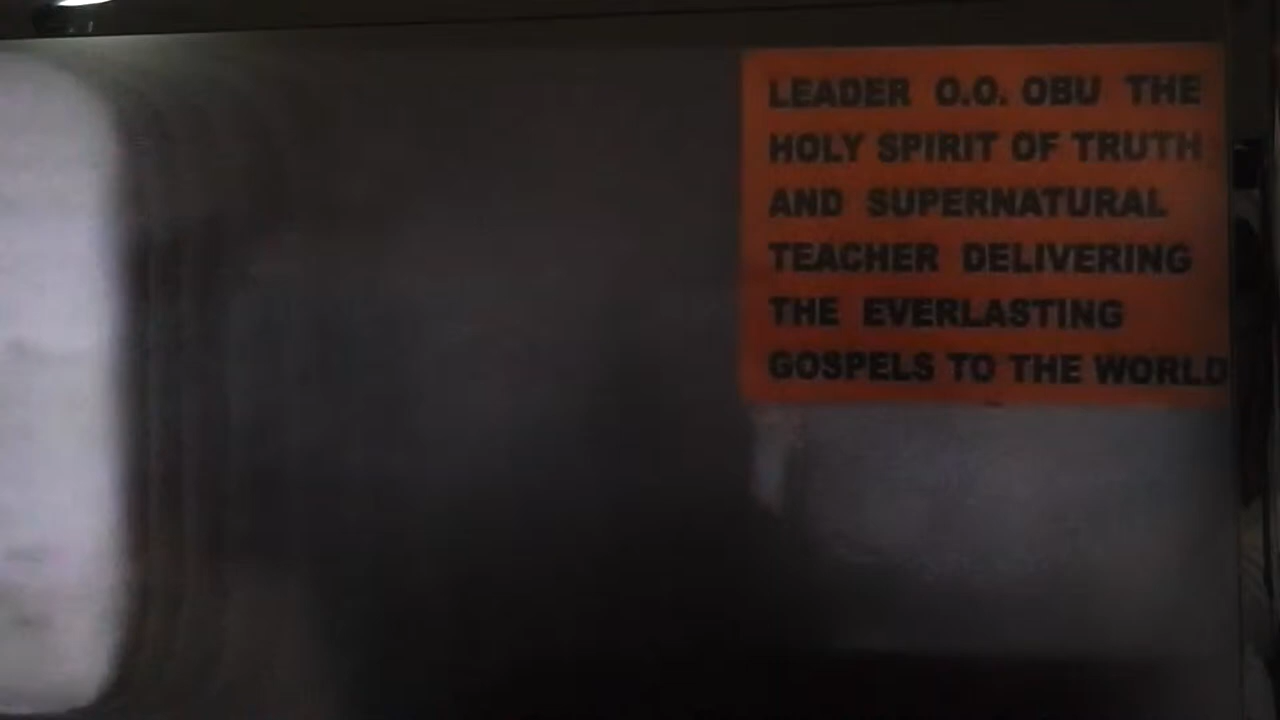 LEADER O.O. OBU THE
HOLY SPIRIT OF TRUTH
AND SUPERNATURAL
TEACHER DELIVERING
THE EVERLASTING
GOSPELS TO THE WORLD